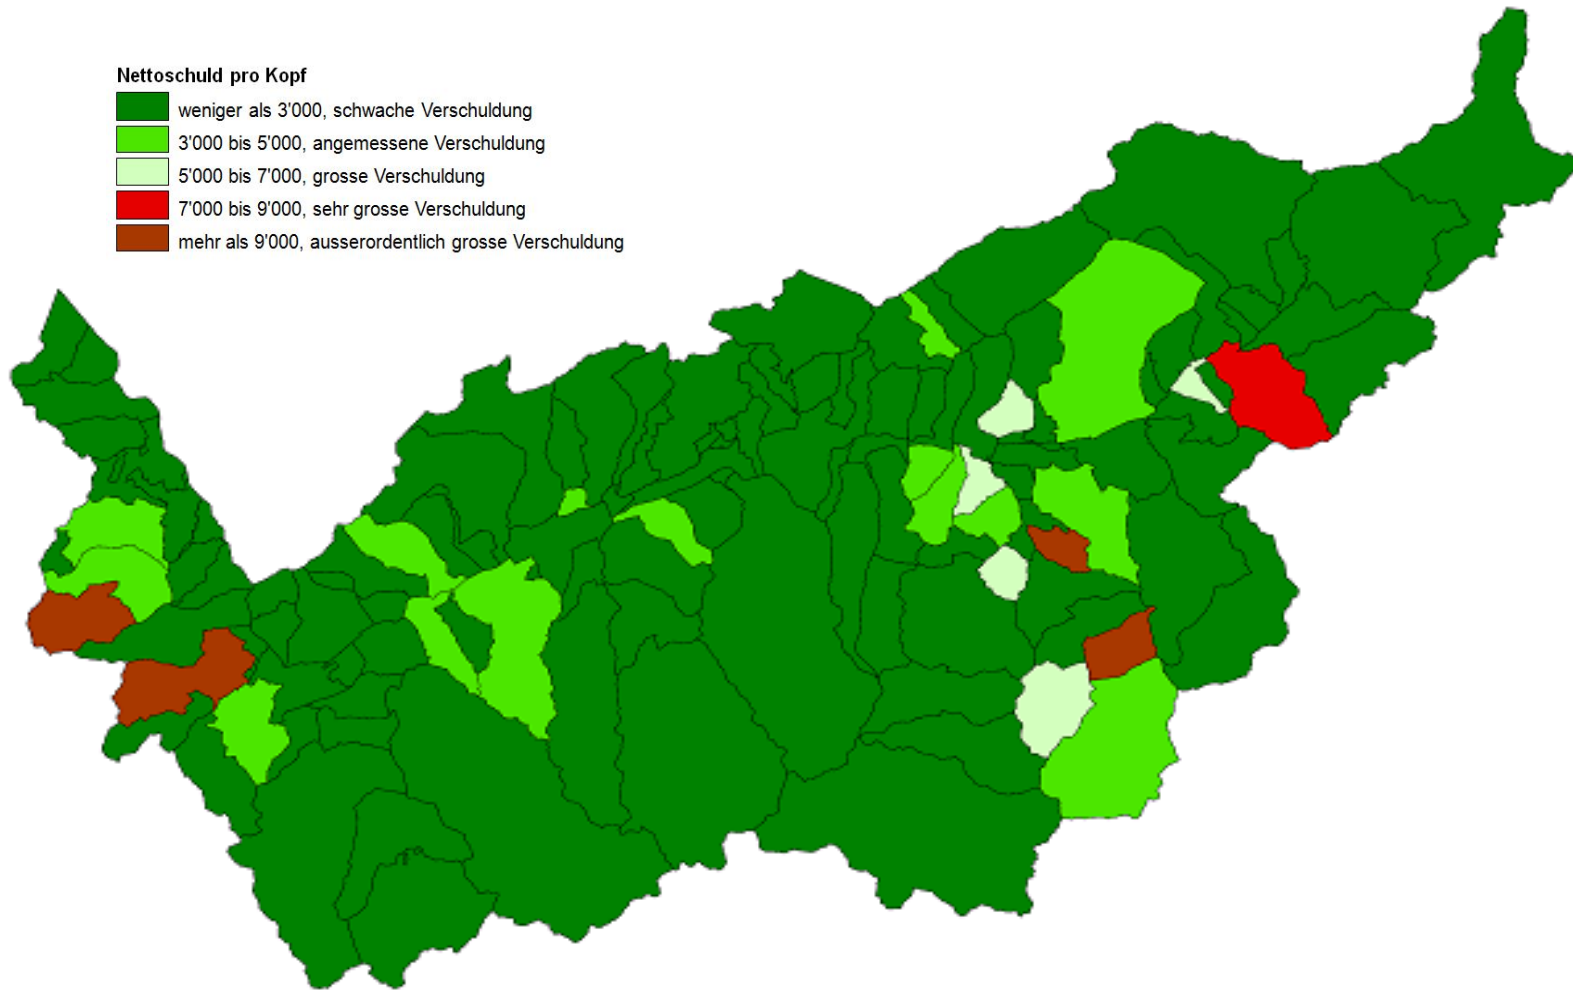 Nettoschuld pro Kopf
weniger als 3'000, schwache Verschuldung
3'000 bis 5'000, angemessene Verschuldung
5'000 bis 7'000, grosse Verschuldung
7'000 bis 9'000, sehr grosse Verschuldung
mehr als 9'000, ausserordentlich grosse Verschuldung